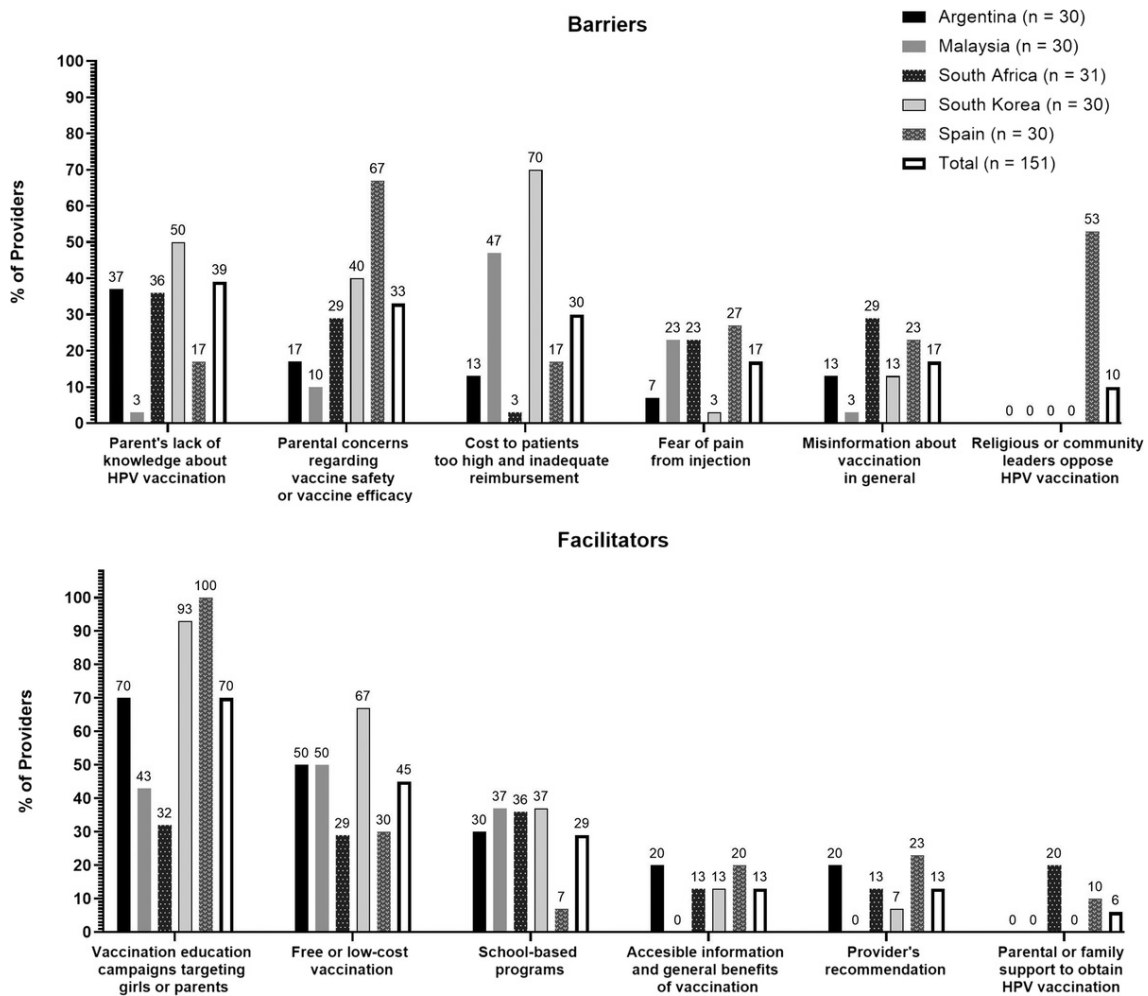 Barriers
Argentina (n = 30)
Malaysia (n = 30)
South Africa (n = 31)
South Korea (n = 30)
Spain (n = 30)
Total (n = 151)
% of Providers
100
90
80
70
60
50
40
30
20
10
0
37
3
36
50
17
39
17
10
29
40
67
33
13
47
3
70
17
30
7
23
23
3
27
17
13
3
29
13
23
17
0
0
0
0
53
10
Parent's lack of
knowledge about
HPV vaccination
Parental concerns
regarding
vaccine safety
or vaccine efficacy
Cost to patients
too high and inadequate
reimbursement
Fear of pain
from injection
Misinformation about
vaccination
in general
Religious or community
leaders oppose
HPV vaccination
Facilitators
% of Providers
100
90
80
70
60
50
40
30
20
10
0
70
43
32
93
100
70
50
50
29
67
30
45
30
37
36
37
7
29
20
0
13
13
20
13
20
0
13
7
23
13
0
0
20
0
10
6
Vaccination education
campaigns targeting
girls or parents
Free or low-cost
vaccination
School-based
programs
Accesible information
and general benefits
of vaccination
Provider's
recommendation
Parental or family
support to obtain
HPV vaccination